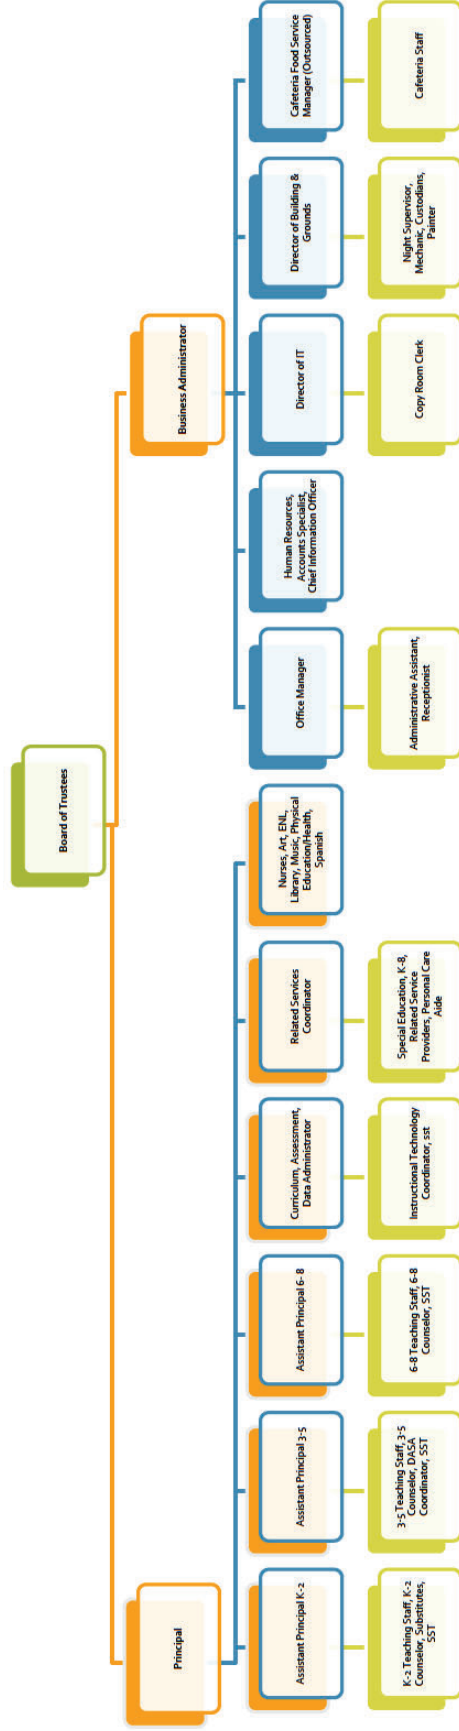 Board of Trustees
Principal
Business Administrator
Assistant Principal K-2
Assistant Principal 3-5
Assistant Principal 6- 8
Curriculum, Assessment,
Data Administrator
Related Services
Coordinator
Nurses, Art, ENL,
Library, Music, Physical
Education/Health,
Spanish
Office Manager
Human Resources,
Accounts Specialist,
Chief Information Officer
Director of IT
Director of Building &
Grounds
Cafeteria Food Service
Manager (Outsourced)
K-2 Teaching Staff, K-2
Counselor, Substitutes,
SST
3-5 Teaching Staff, 3-5
Counselor, DASA
Coordinator, SST
6-8 Teaching Staff, 6-8
Counselor, SST
Instructional Technology
Coordinator, sst
Special Education, K-8,
Related Service
Providers, Personal Care
Aide
Administrative Assistant,
Receptionist
Copy Room Clerk
Night Supervisor,
Mechanic, Custodians,
Painter
Cafeteria Staff